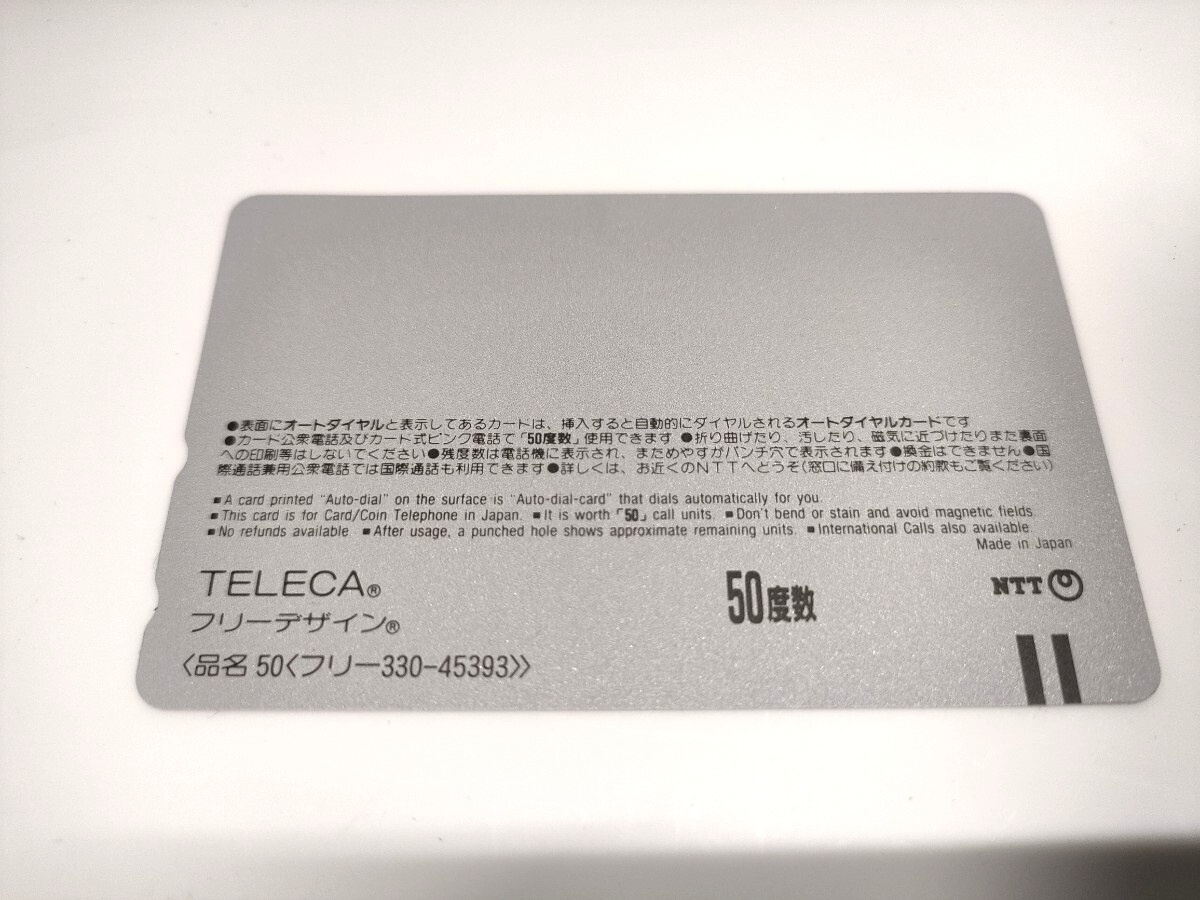 ●表面にオートダイヤルと表示してあるカードは、挿入すると自動的にダイヤルされるオートダイヤルカードです
●カード公衆電話及びカード式ピンク電話で「50度数」使用できます ●折り曲げたり、汚したり、磁気に近づけたりまた裏面
への印刷等はしないでください●残度数は電話機に表示され、まためやすがパンチ穴で表示されます●換金はできません●国
際通話兼用公衆電話では国際通話も利用できます●詳しくは、お近くのNTTへどうぞ(窓口に備え付けの約款もご覧ください)
■A card printed "Auto-dial" on the surface is "Auto-dial-card" that dials automatically for you.
■This card is for Card/Coin Telephone in Japan. ■It is worth「50」call units. ■Don't bend or stain and avoid magnetic fields.
■No refunds available ■After usage, a punched hole shows approximate remaining units. ■International Calls also available.
Made in Japan
TELECA®
フリーデザイン®
〈品名 50〈フリー330-45393〉〉
50度数
NTT